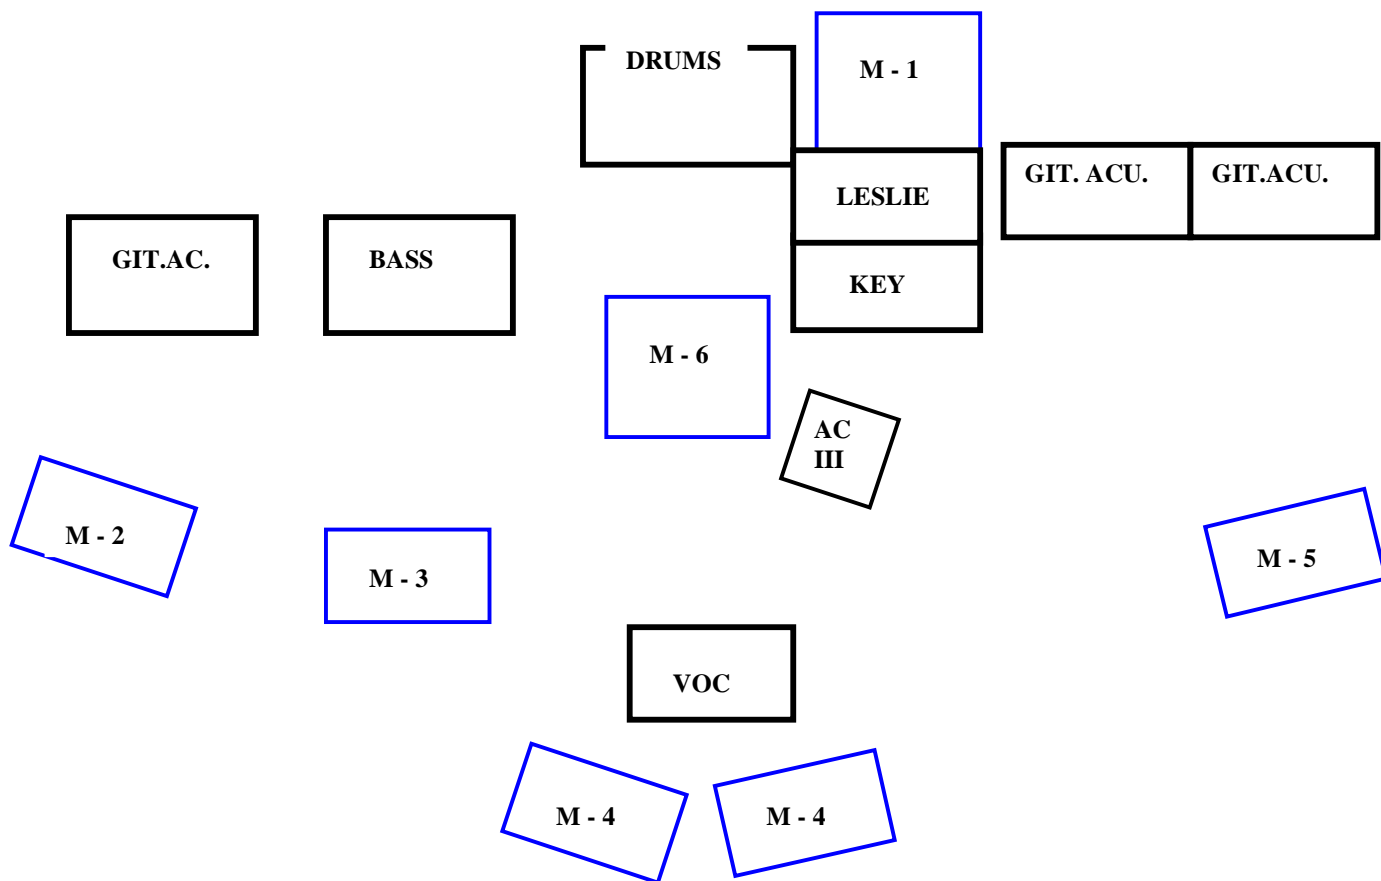 DRUMS
M - 1
GIT. ACU.
GIT.ACU.
LESLIE
GIT.AC.
BASS
KEY
M - 6
AC
III
M - 2
M - 3
M - 5
VOC
M - 4
M - 4